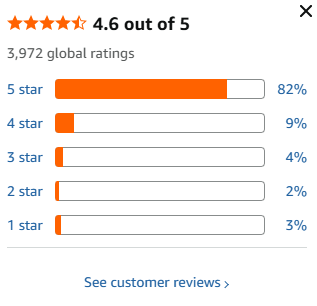 4.6 out of 5
3,972 global ratings
5 star 82%
4 star 9%
3 star 4%
2 star 2%
1 star 3%
See customer reviews ›